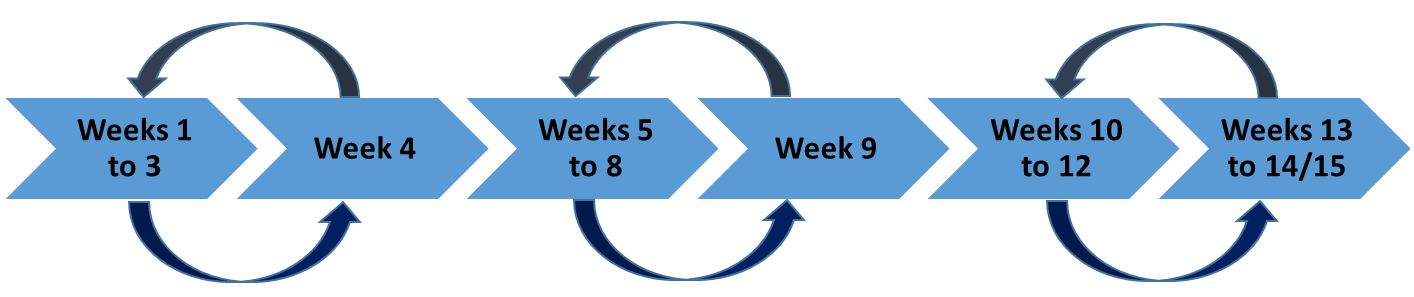 Weeks 1
to 3
Week 4
Weeks 5
to 8
Week 9
Weeks 10
to 12
Weeks 13
to 14/15